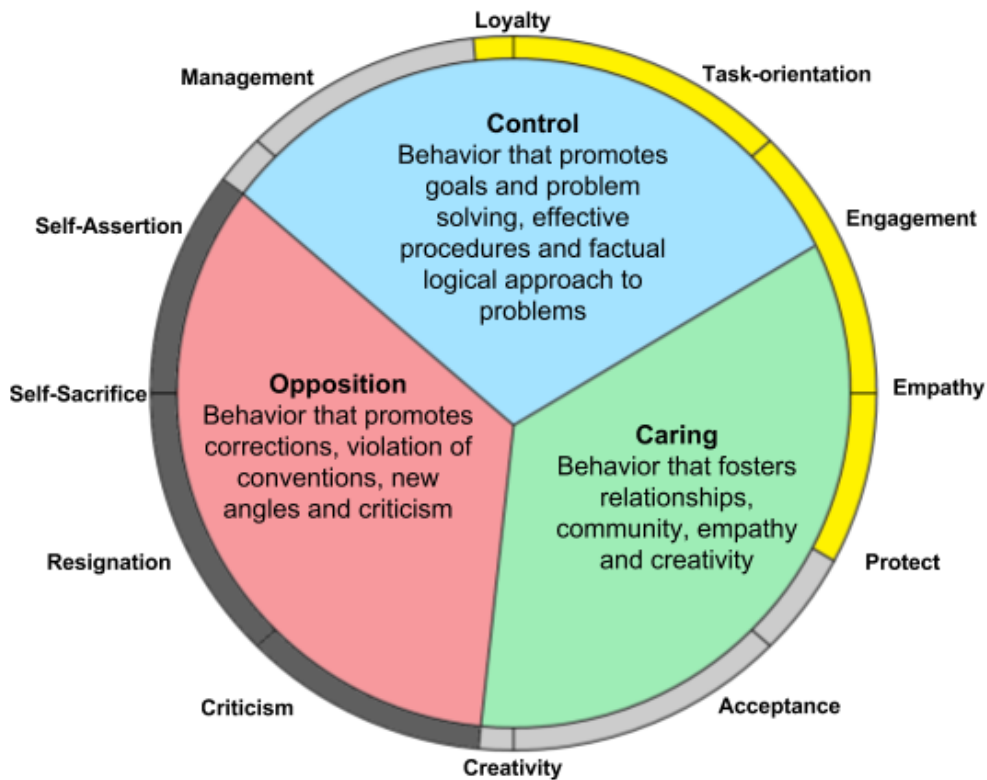 Loyalty
Management
Task-orientation
Control
Behavior that promotes
goals and problem
solving, effective
procedures and factual
logical approach to
problems
Self-Assertion
Engagement
Self-Sacrifice
Opposition
Behavior that promotes
corrections, violation of
conventions, new
angles and criticism
Empathy
Caring
Behavior that fosters
relationships,
community, empathy
and creativity
Resignation
Protect
Criticism
Acceptance
Creativity